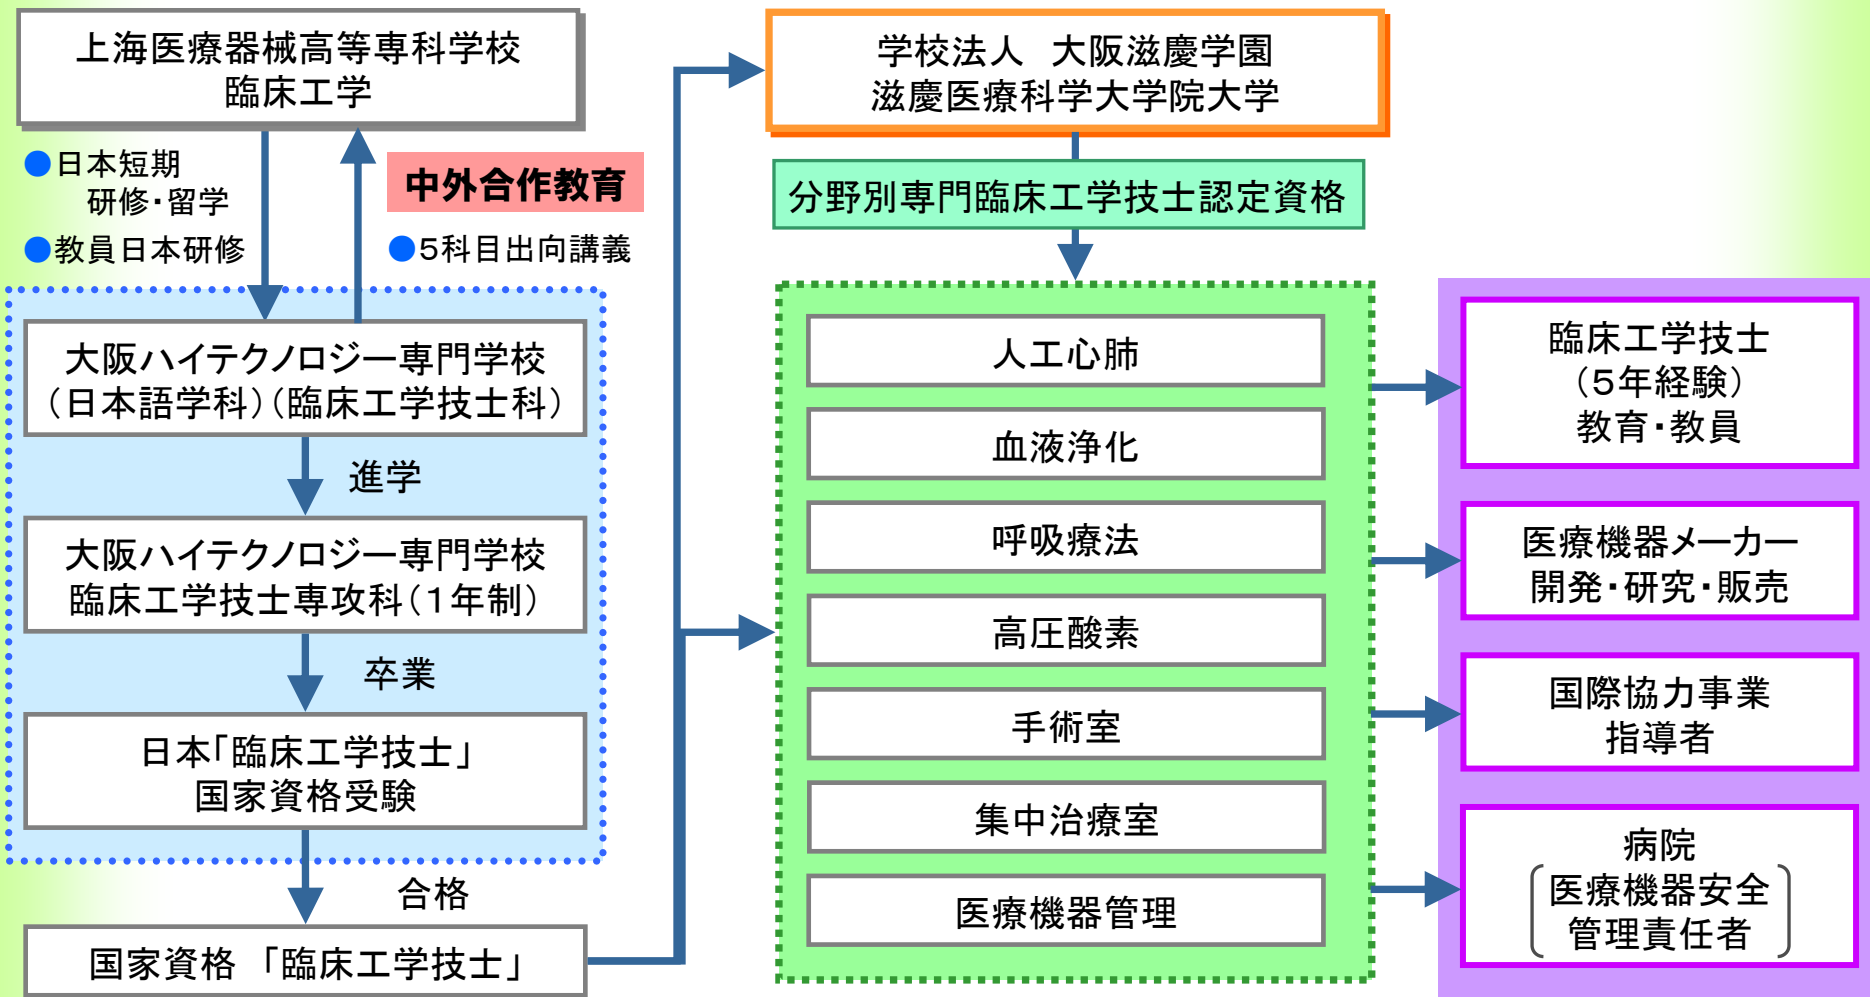 上海医療器械高等専科学校
臨床工学
●日本短期
研修・留学
●教員日本研修
中外合作教育
●5科目出向講義
大阪ハイテクノロジー専門学校
（日本語学科）（臨床工学技士科）
進学
大阪ハイテクノロジー専門学校
臨床工学技士専攻科（１年制）
卒業
日本「臨床工学技士」
国家資格受験
合格
国家資格 「臨床工学技士」
学校法人　大阪滋慶学園
滋慶医療科学大学院大学
分野別専門臨床工学技士認定資格
人工心肺
血液浄化
呼吸療法
高圧酸素
手術室
集中治療室
医療機器管理
臨床工学技士
（５年経験）
教育・教員
医療機器メーカー
開発・研究・販売
国際協力事業
指導者
病院
医療機器安全
管理責任者